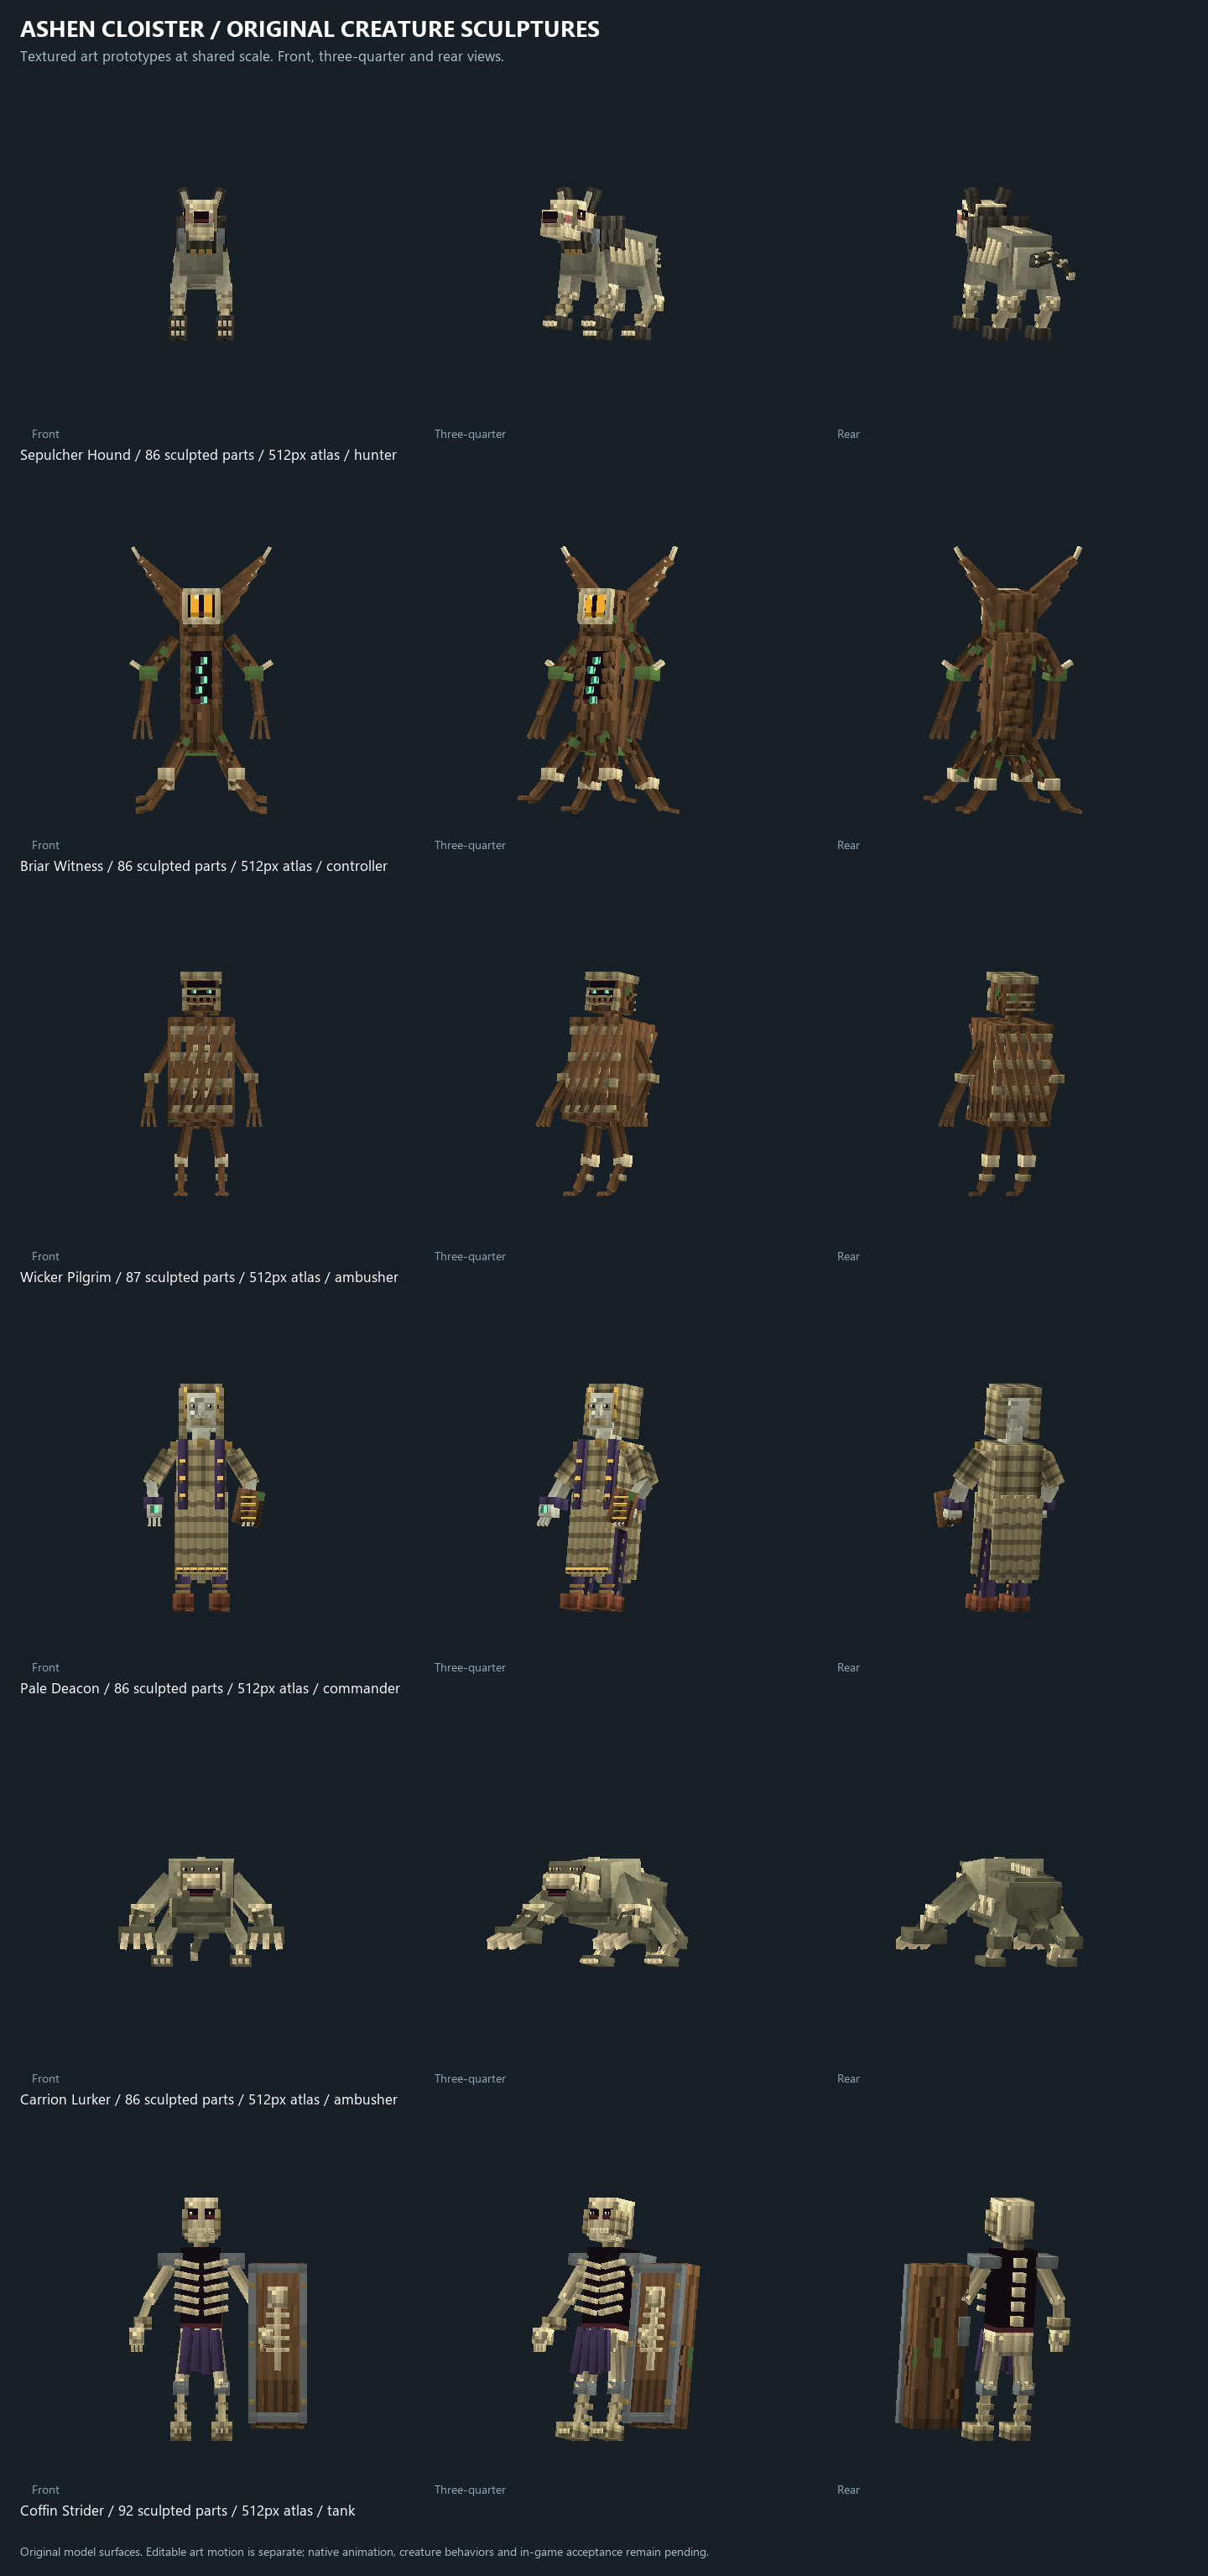 ASHEN CLOISTER / ORIGINAL CREATURE SCULPTURES
Textured art prototypes at shared scale. Front, three-quarter and rear views.
Front Three-quarter Rear
Sepulcher Hound / 86 sculpted parts / 512px atlas / hunter
Front Three-quarter Rear
Briar Witness / 86 sculpted parts / 512px atlas / controller
Front Three-quarter Rear
Wicker Pilgrim / 87 sculpted parts / 512px atlas / ambusher
Front Three-quarter Rear
Pale Deacon / 86 sculpted parts / 512px atlas / commander
Front Three-quarter Rear
Carrion Lurker / 86 sculpted parts / 512px atlas / ambusher
Front Three-quarter Rear
Coffin Strider / 92 sculpted parts / 512px atlas / tank
Original model surfaces. Editable art motion is separate; native animation, creature behaviors and in-game acceptance remain pending.